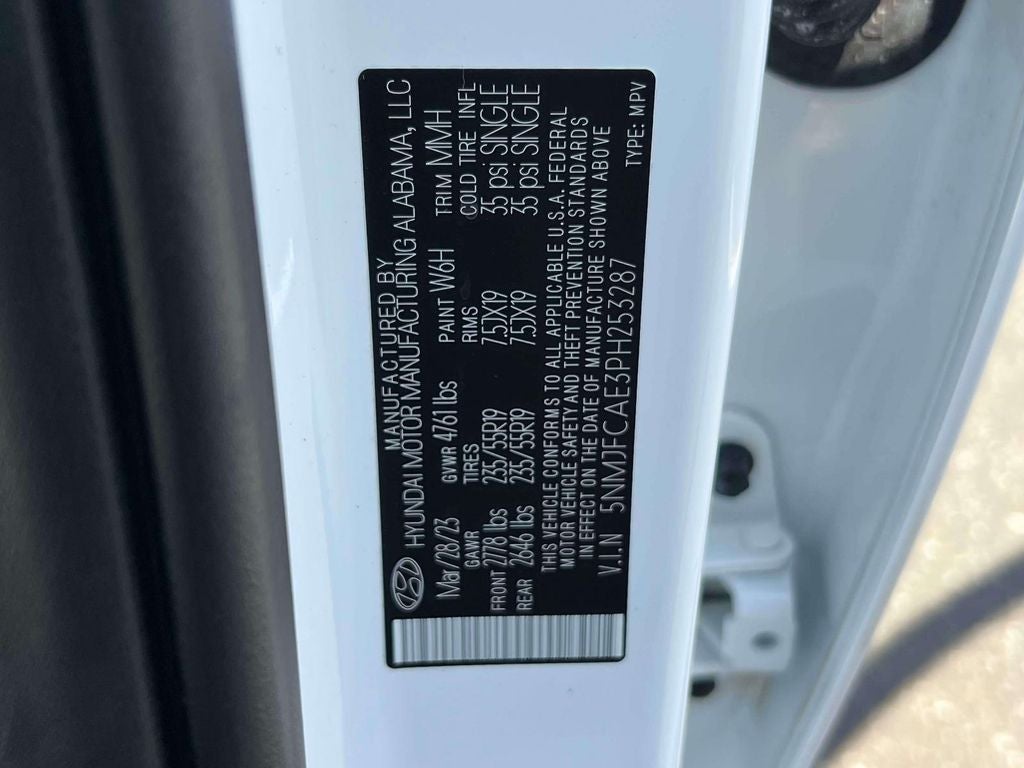 MANUFACTURED BY
HYUNDAI MOTOR MANUFACTURING ALABAMA, LLC
Mar/28/23 GVWR 4761 lbs PAINT W6H TRIM MMH
GAWR TIRES RIMS COLD TIRE INFL
FRONT 2778 lbs 235/55R19 7.5JX19 35 psi SINGLE
REAR 2646 lbs 235/55R19 7.5JX19 35 psi SINGLE
THIS VEHICLE CONFORMS TO ALL APPLICABLE U.S.A. FEDERAL
MOTOR VEHICLE SAFETY AND THEFT PREVENTION STANDARDS
IN EFFECT ON THE DATE OF MANUFACTURE SHOWN ABOVE
V.I.N 5NMJFCAE3PH253287 TYPE: MPV